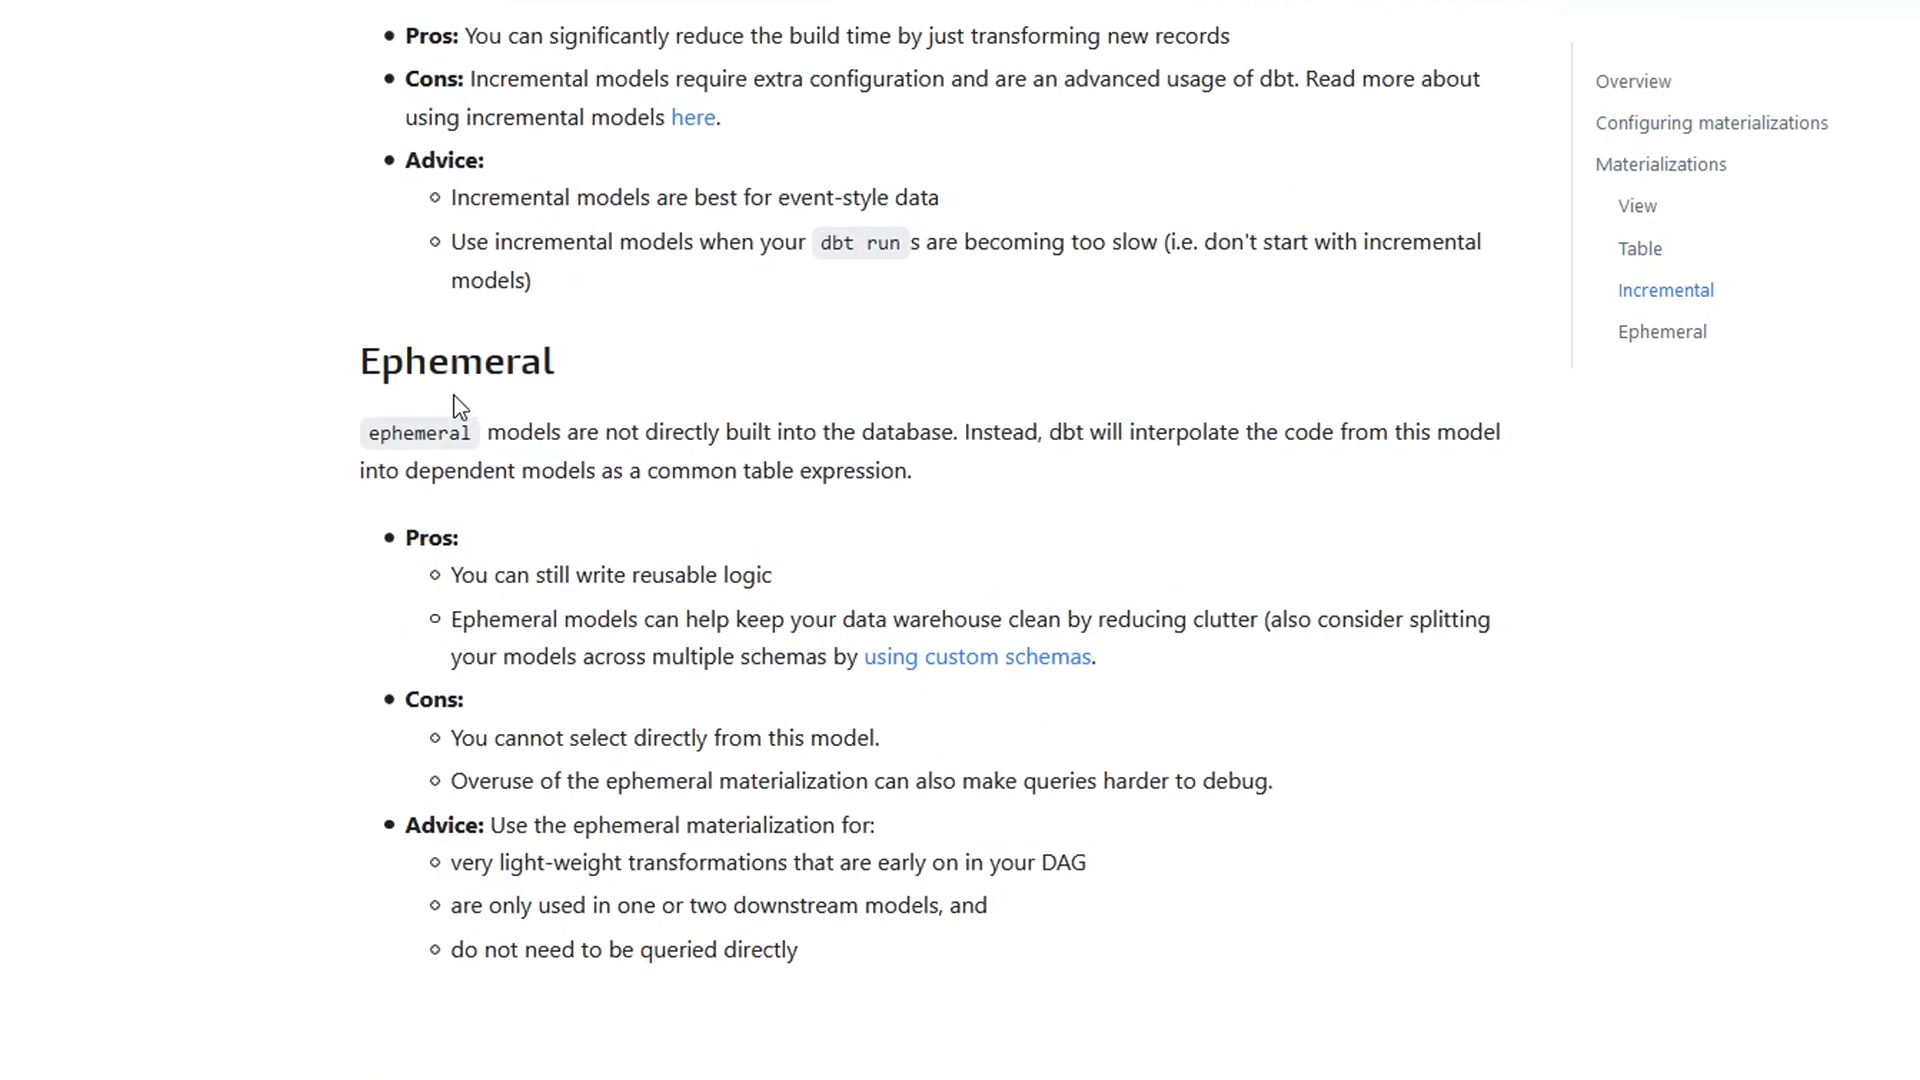 Pros: You can significantly reduce the build time by just transforming new records
Cons: Incremental models require extra configuration and are an advanced usage of dbt. Read more about
using incremental models here.
Advice:
Incremental models are best for event-style data
Use incremental models when your dbt run s are becoming too slow (i.e. don't start with incremental
models)
Ephemeral
ephemeral models are not directly built into the database. Instead, dbt will interpolate the code from this model
into dependent models as a common table expression.
Pros:
You can still write reusable logic
Ephemeral models can help keep your data warehouse clean by reducing clutter (also consider splitting
your models across multiple schemas by using custom schemas.
Cons:
You cannot select directly from this model.
Overuse of the ephemeral materialization can also make queries harder to debug.
Advice: Use the ephemeral materialization for:
very light-weight transformations that are early on in your DAG
are only used in one or two downstream models, and
do not need to be queried directly
Overview
Configuring materializations
Materializations
View
Table
Incremental
Ephemeral